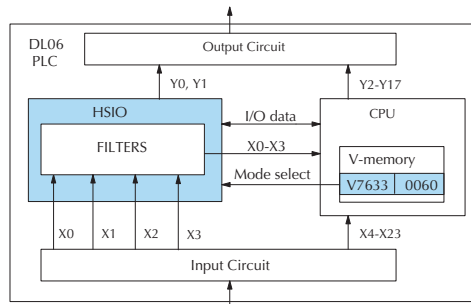 DL06
PLC
Output Circuit
Y0, Y1
Y2-Y17
HSIO
I/O data
CPU
FILTERS
X0-X3
V-memory
Mode select
V7633 0060
X0 X1 X2 X3
X4-X23
Input Circuit